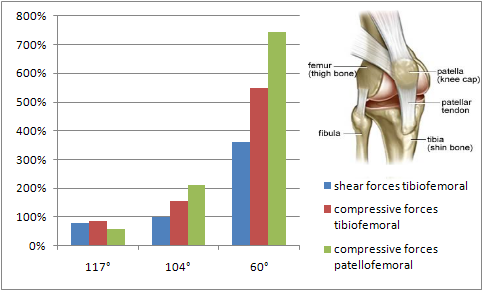 800%
700%
600%
500%
400%
300%
200%
100%
0%
117°
104°
60°
femur
(thigh bone)
patella
(knee cap)
patellar
tendon
fibula
tibia
(shin bone)
shear forces tibiofemoral
compressive forces
tibiofemoral
compressive forces
patellofemoral